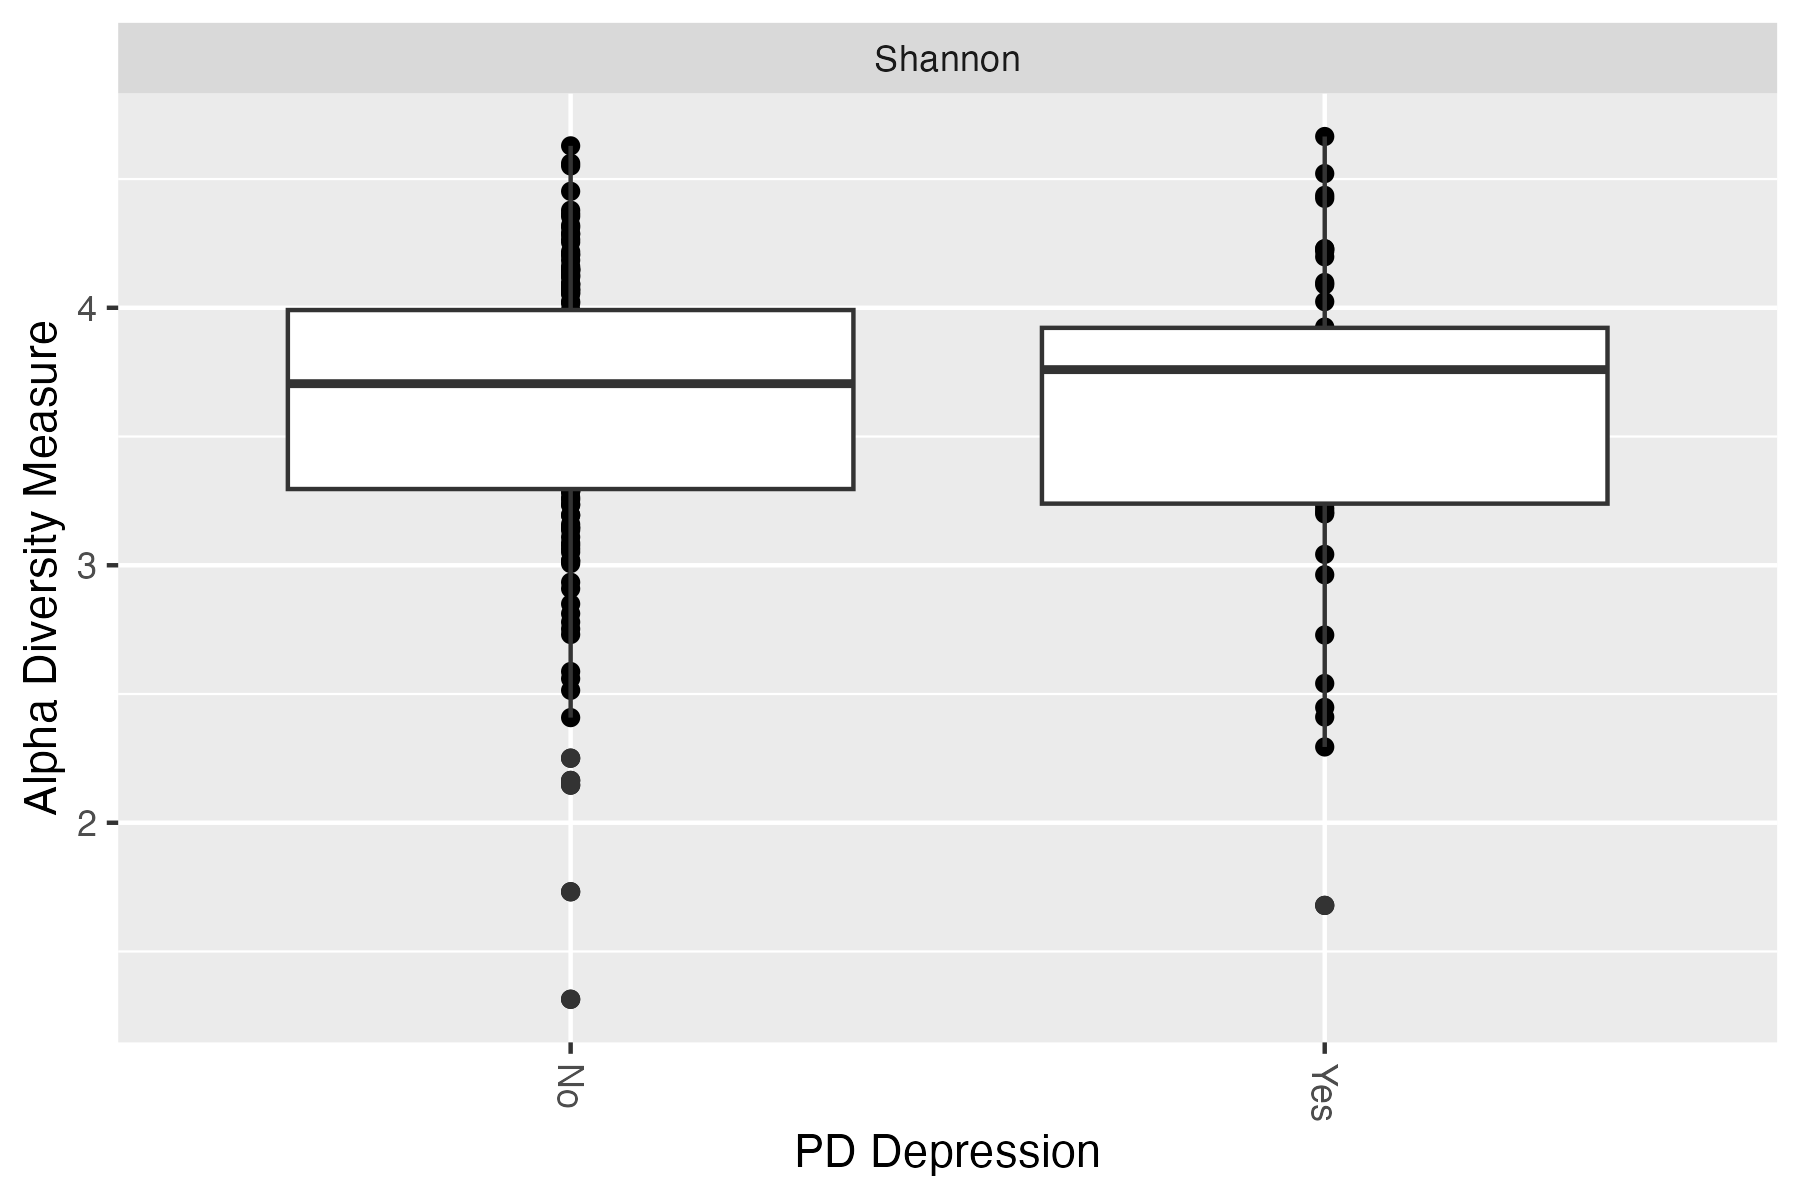 Shannon
Alpha Diversity Measure
4
3
2
No
Yes
PD Depression